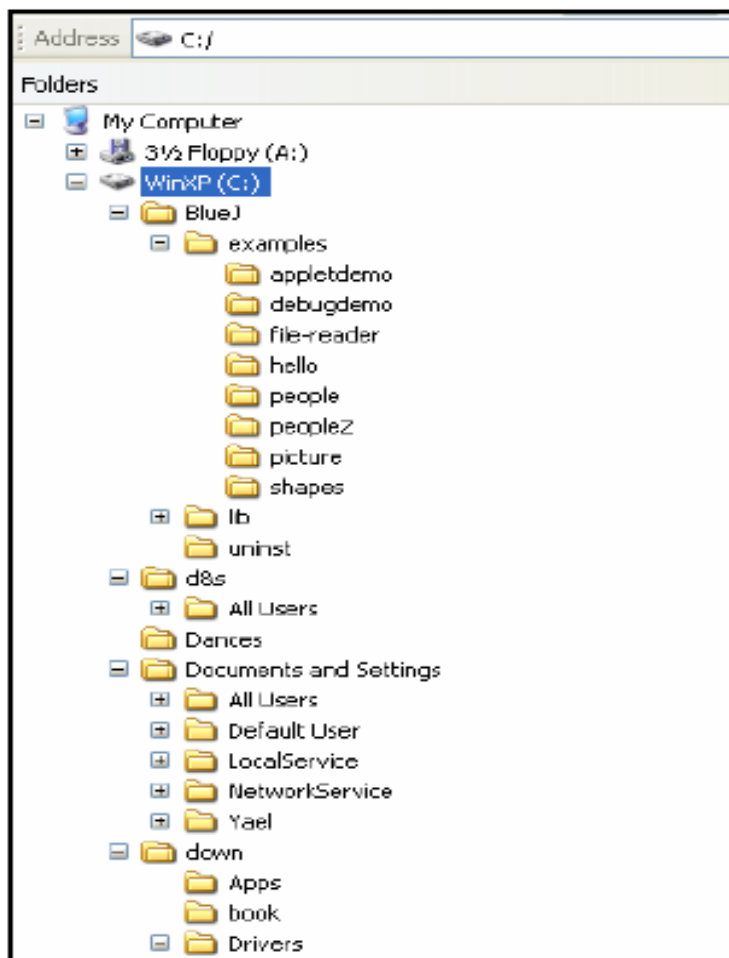 Address C:/
Folders
My Computer
3½ Floppy (A:)
WinXP (C:)
BlueJ
examples
appletdemo
debugdemo
file-reader
hello
people
people2
picture
shapes
lib
uninst
d&s
All Users
Dances
Documents and Settings
All Users
Default User
LocalService
NetworkService
Yael
down
Apps
book
Drivers